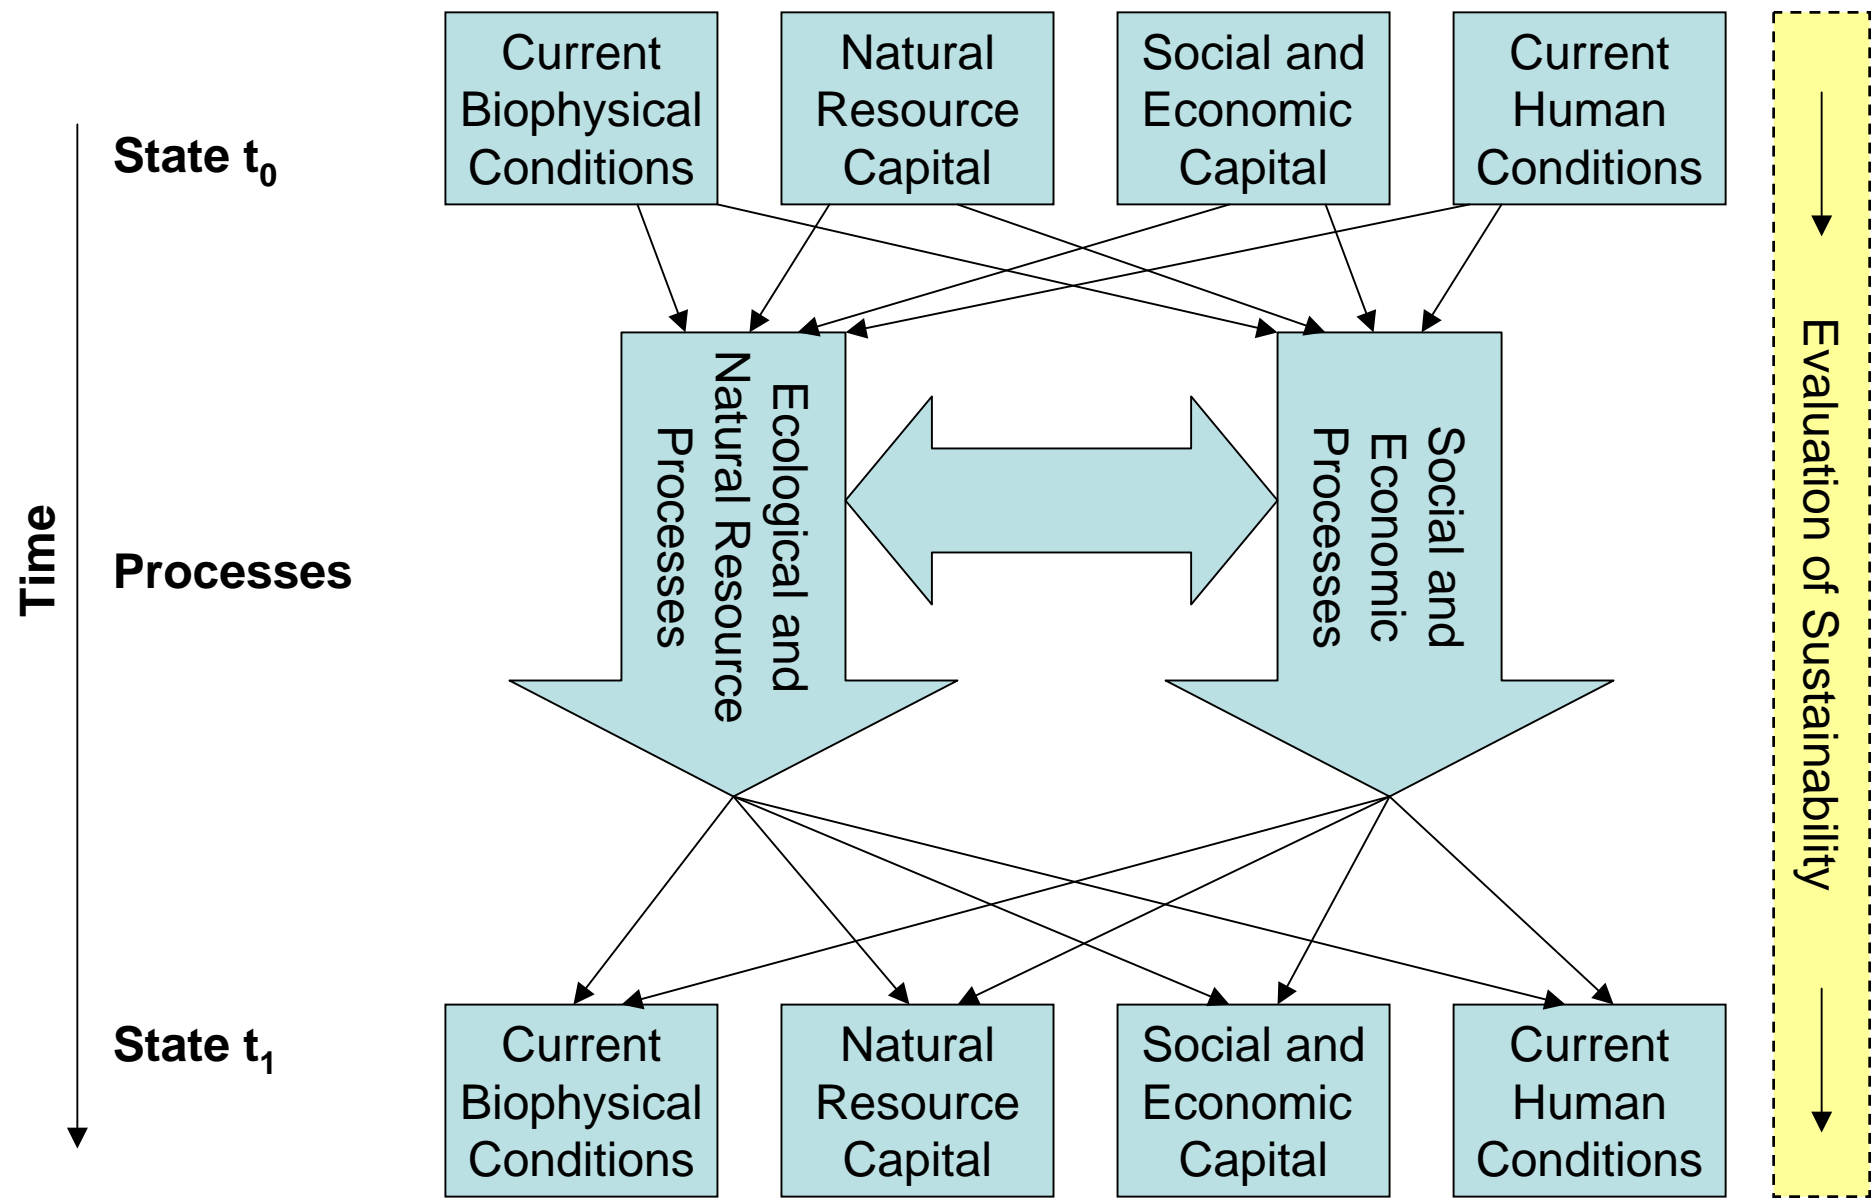 Current
Biophysical
Conditions
Natural
Resource
Capital
Social and
Economic
Capital
Current
Human
Conditions
State t₀
Time
Processes
Ecological and
Natural Resource
Processes
Social and
Economic
Processes
Evaluation of Sustainability
State t₁
Current
Biophysical
Conditions
Natural
Resource
Capital
Social and
Economic
Capital
Current
Human
Conditions